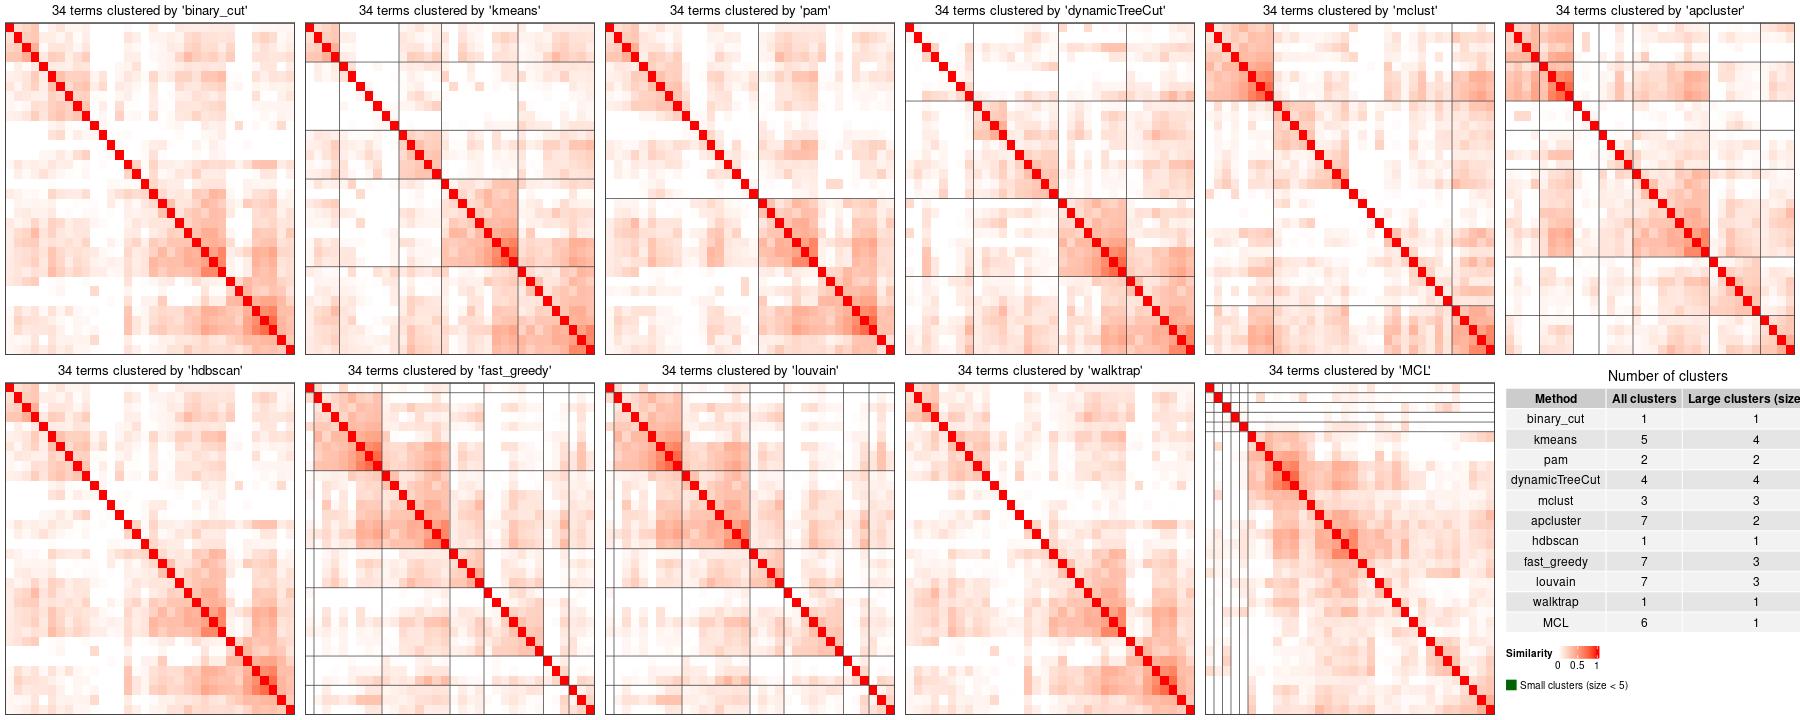 34 terms clustered by 'binary_cut'
34 terms clustered by 'kmeans'
34 terms clustered by 'pam'
34 terms clustered by 'dynamicTreeCut'
34 terms clustered by 'mclust'
34 terms clustered by 'apcluster'
34 terms clustered by 'hdbscan'
34 terms clustered by 'fast_greedy'
34 terms clustered by 'louvain'
34 terms clustered by 'walktrap'
34 terms clustered by 'MCL'
Number of clusters
Method All clusters Large clusters (size
binary_cut 1 1
kmeans 5 4
pam 2 2
dynamicTreeCut 4 4
mclust 3 3
apcluster 7 2
hdbscan 1 1
fast_greedy 7 3
louvain 7 3
walktrap 1 1
MCL 6 1
Similarity
0 0.5 1
Small clusters (size < 5)